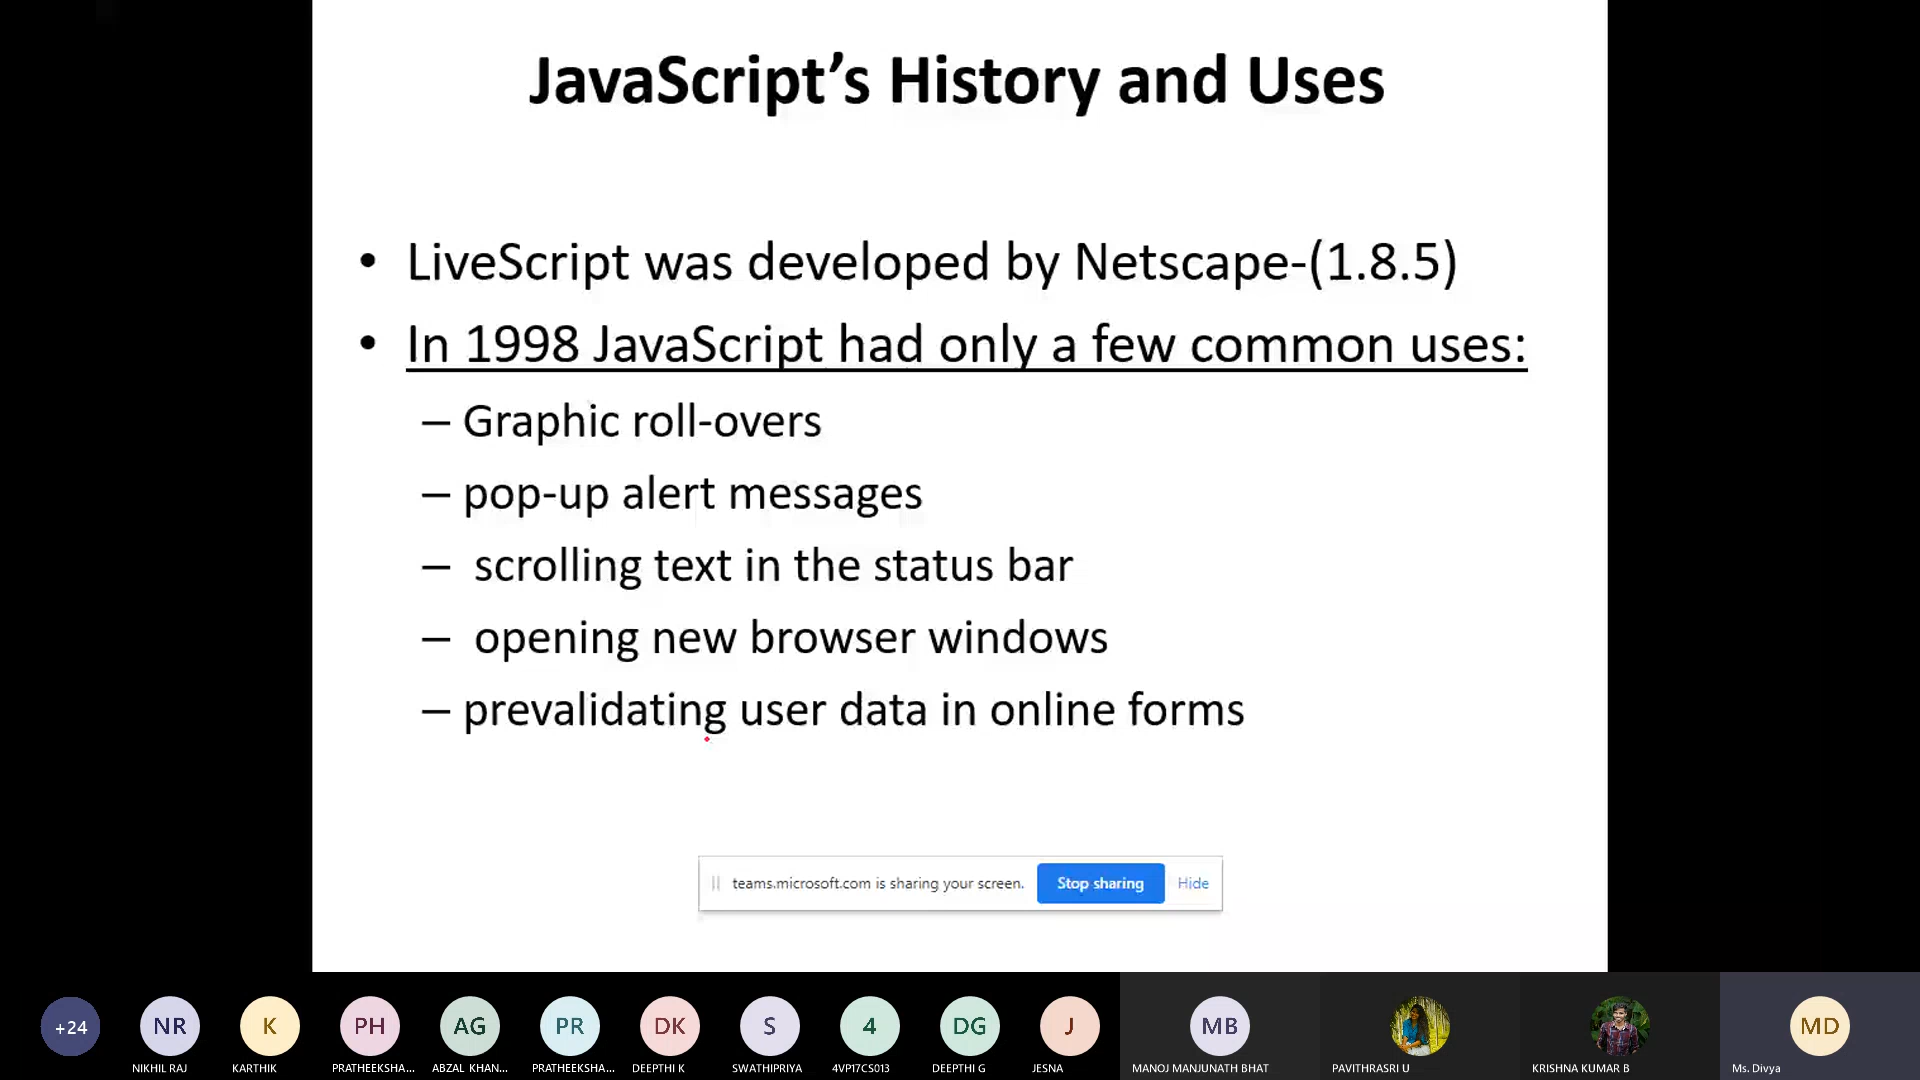 JavaScript’s History and Uses
• LiveScript was developed by Netscape-(1.8.5)
• In 1998 JavaScript had only a few common uses:
– Graphic roll-overs
– pop-up alert messages
– scrolling text in the status bar
– opening new browser windows
– prevalidating user data in online forms
teams.microsoft.com is sharing your screen. Stop sharing Hide
+24 NR K PH AG PR DK S 4 DG J MB MD
NIKHIL RAJ KARTHIK PRATHEEKSHA... ABZAL KHAN... PRATHEEKSHA... DEEPTHI K SWATHIPRIYA 4VP17CS013 DEEPTHI G JESNA MANOJ MANJUNATH BHAT PAVITHRASRI U KRISHNA KUMAR B Ms. Divya